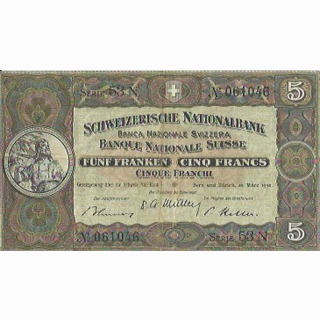 SERIE 53 N No 061046
5
SCHWEIZERISCHE NATIONALBANK
BANCA NAZIONALE SVIZZERA
BANQUE NATIONALE SUISSE
FÜNF FRANKEN CINQ FRANCS
CINQUE FRANCHI
No 061046 SERIE 53 N
5